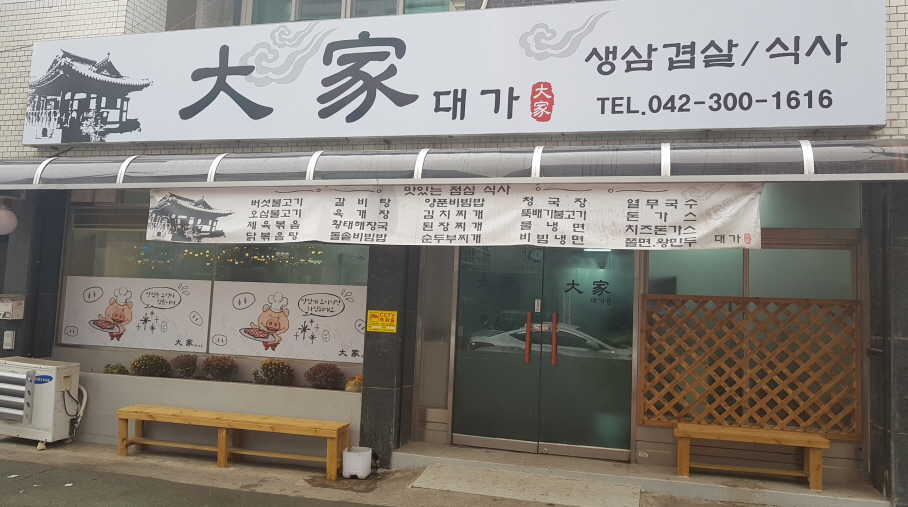 大家 대가 大家 생삼겹살/식사
TEL.042-300-1616
맛있는 점심 식사
버섯불고기 갈비탕 양푼비빔밥 청국장 열무국수
오삼불고기 육개장 김치찌개 뚝배기불고기 돈가스
제육볶음 황태해장국 된장찌개 물냉면 치즈돈가스
닭볶음탕 돌솥비빔밥 순두부찌개 비빔냉면 쫄면.왕만두 대가
大家
대가
CCTV
大家
大家